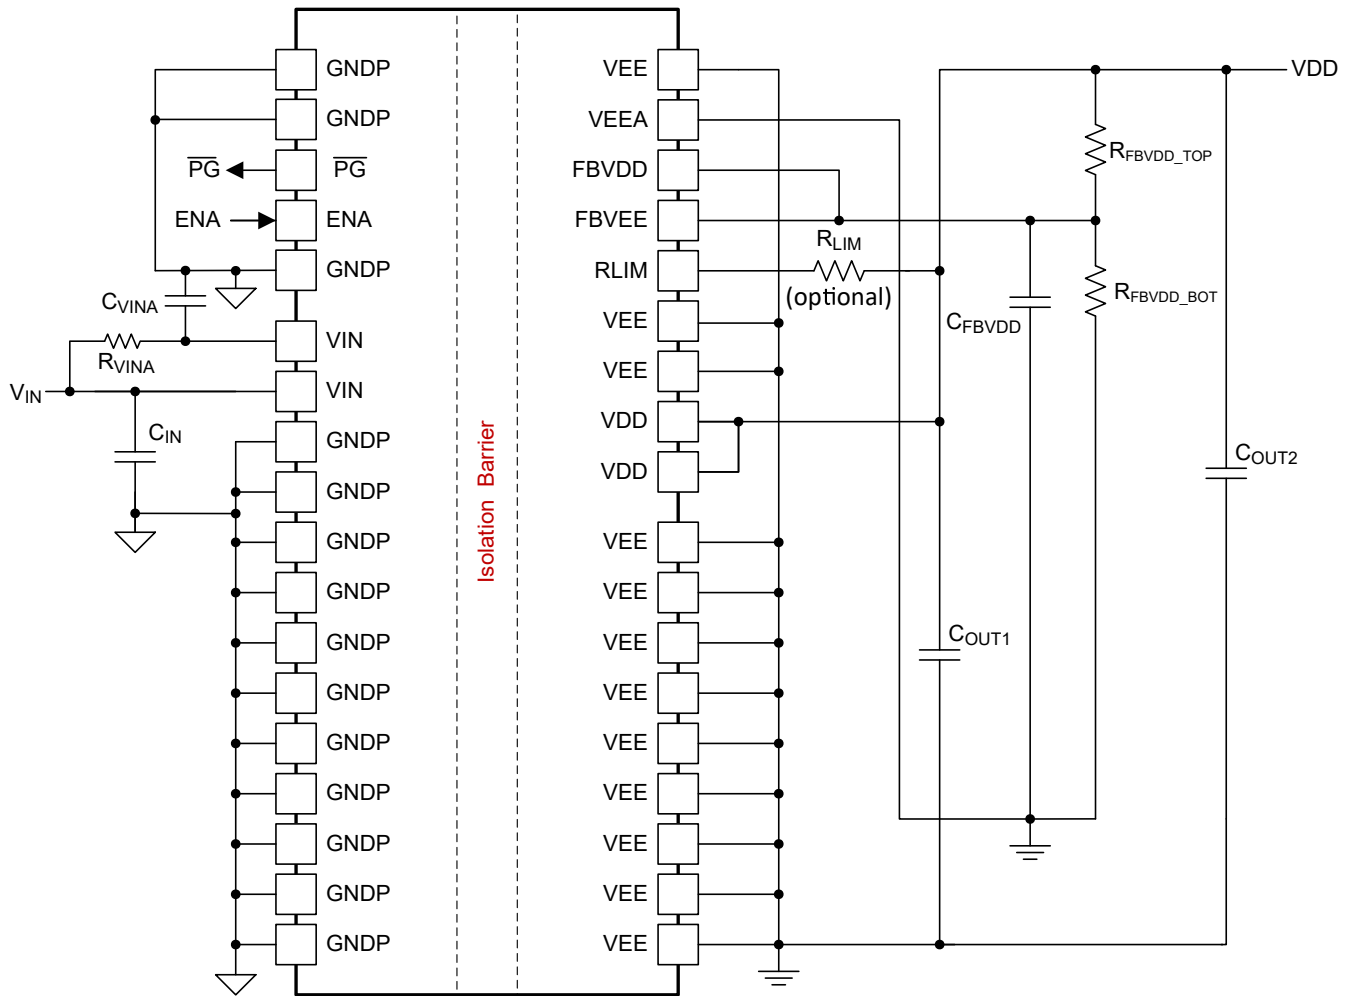 GNDP VEE VDD
GNDP VEEA
PG PG FBVDD RFBVDD_TOP
ENA ENA FBVEE
RLIM
GNDP RLIM
(optional)
CVINA RFBVDD_BOT
VEE CFBVDD
VIN
RVINA
VEE
VIN VIN
VDD
CIN GNDP
Isolation Barrier
COUT2
VDD
GNDP
GNDP VEE
GNDP VEE
GNDP VEE COUT1
GNDP VEE
GNDP VEE
GNDP VEE
GNDP VEE
GNDP VEE
GNDP VEE